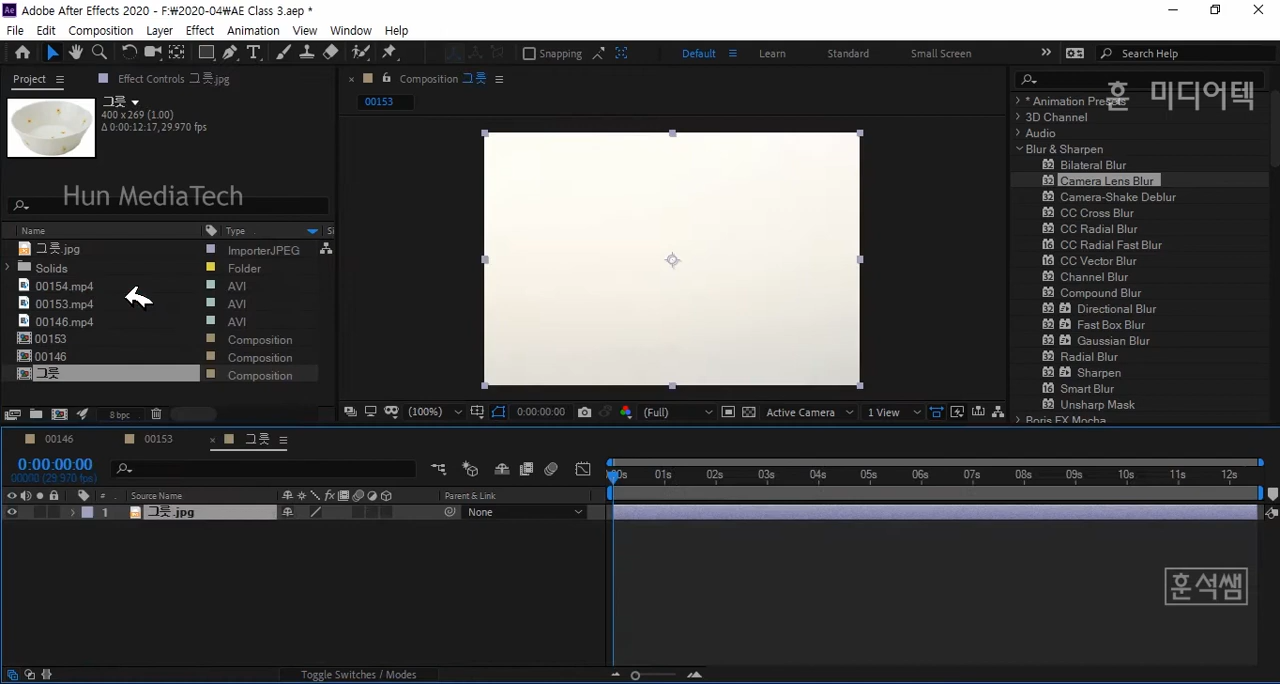 Adobe After Effects 2020 - F:₩2020-04₩AE Class 3.aep *
File Edit Composition Layer Effect Animation View Window Help
Snapping Default Learn Standard Small Screen Search Help
Project Effect Controls 그릇.jpg
Composition 그릇
00153
그릇
400 x 269 (1.00)
Δ 0:00:12:17, 29.970 fps
Hun MediaTech
훈 미디어텍
Name Type Si
그릇.jpg ImporterJPEG
Solids Folder
00154.mp4 AVI
00153.mp4 AVI
00146.mp4 AVI
00153 Composition
00146 Composition
그릇 Composition
8 bpc
(100%) 0:00:00:00 (Full) Active Camera 1 View
* Animation Presets
3D Channel
Audio
Blur & Sharpen
Bilateral Blur
Camera Lens Blur
Camera-Shake Deblur
CC Cross Blur
CC Radial Blur
CC Radial Fast Blur
CC Vector Blur
Channel Blur
Compound Blur
Directional Blur
Fast Box Blur
Gaussian Blur
Radial Blur
Sharpen
Smart Blur
Unsharp Mask
Boris FX Mocha
00146 00153 그릇
0:00:00:00
00000 (29.970 fps)
:00s 01s 02s 03s 04s 05s 06s 07s 08s 09s 10s 11s 12s
# Source Name Parent & Link
1 그릇.jpg None
훈석쌤
Toggle Switches / Modes